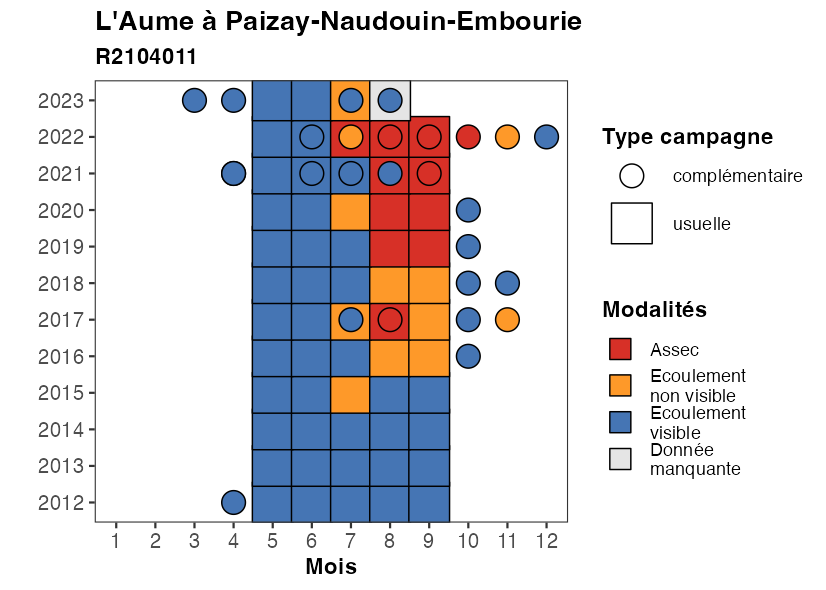 L'Aume à Paizay-Naudouin-Embourie
R2104011
2023
2022
2021
2020
2019
2018
2017
2016
2015
2014
2013
2012
1 2 3 4 5 6 7 8 9 10 11 12
Mois
Type campagne
complémentaire
usuelle
Modalités
Assec
Ecoulement
non visible
Ecoulement
visible
Donnée
manquante